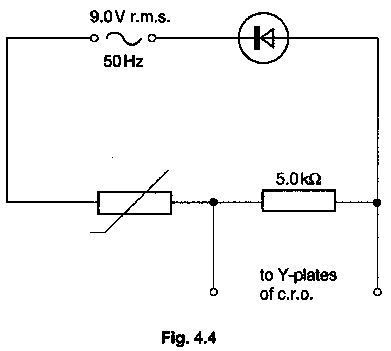 9.0V r.m.s.
50Hz
5.0kΩ
to Y-plates
of c.r.o.
Fig. 4.4